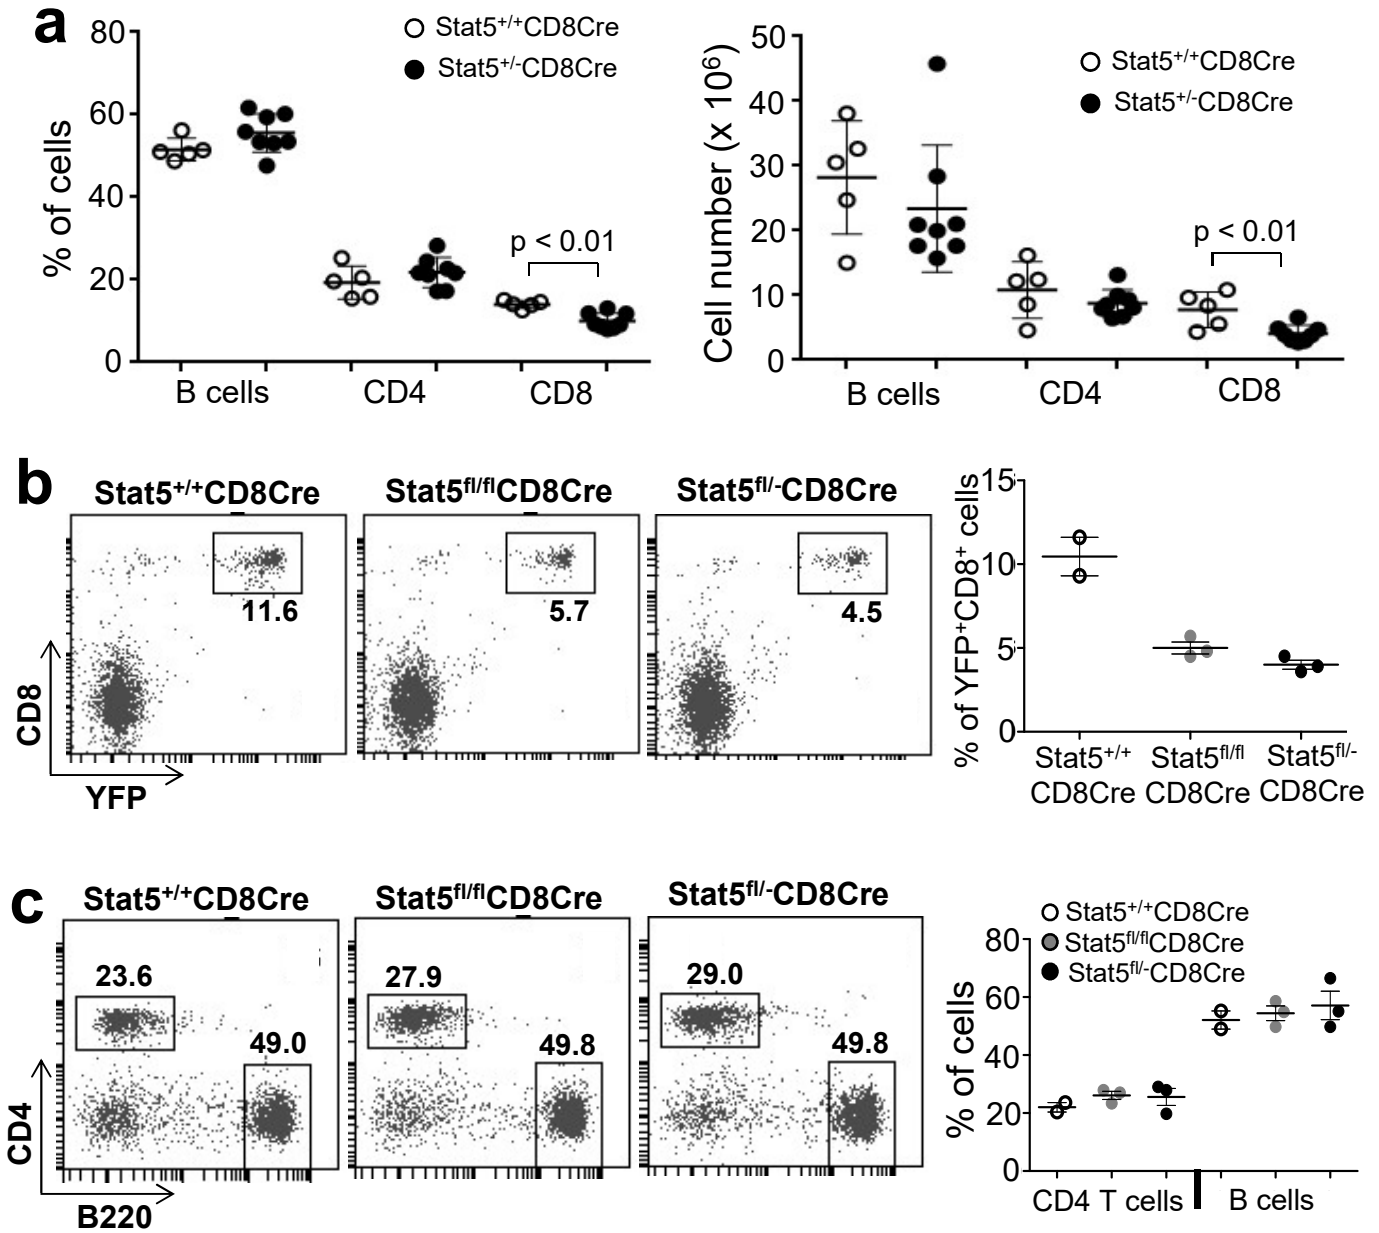 a
80
60
40
20
0
% of cells
Stat5+/+CD8Cre
Stat5+/-CD8Cre
p < 0.01
B cells CD4 CD8
50
40
30
20
10
0
Cell number (x 10⁶)
Stat5+/+CD8Cre
Stat5+/-CD8Cre
p < 0.01
B cells CD4 CD8
b
Stat5+/+CD8Cre
11.6
Stat5fl/flCD8Cre
5.7
Stat5fl/-CD8Cre
4.5
CD8
YFP
% of YFP+CD8+ cells
15
10
5
0
Stat5+/+ Stat5fl/fl Stat5fl/-
CD8Cre CD8Cre CD8Cre
c
Stat5+/+CD8Cre
23.6
49.0
Stat5fl/flCD8Cre
27.9
49.8
Stat5fl/-CD8Cre
29.0
49.8
CD4
B220
Stat5+/+CD8Cre
Stat5fl/flCD8Cre
Stat5fl/-CD8Cre
% of cells
80
60
40
20
0
CD4 T cells B cells